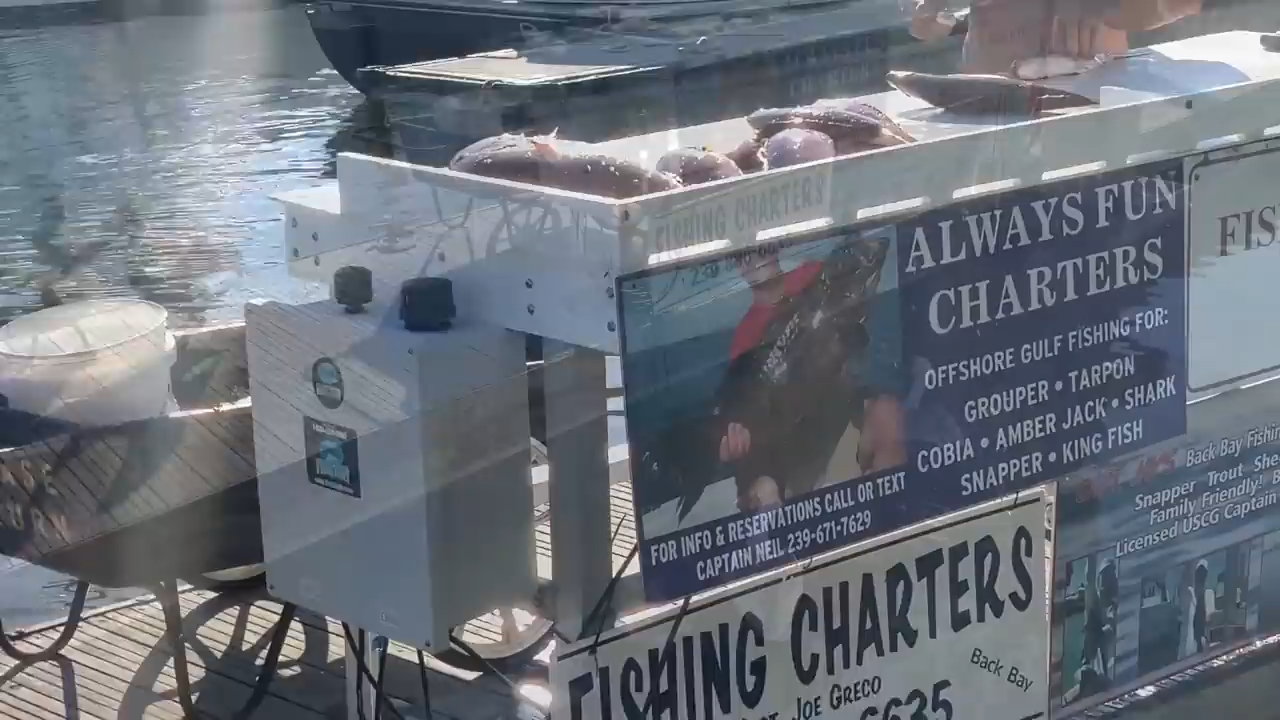 FISHING CHARTERS
ALWAYS FUN
CHARTERS
OFFSHORE GULF FISHING FOR:
GROUPER • TARPON
COBIA • AMBER JACK • SHARK
SNAPPER • KING FISH
FOR INFO & RESERVATIONS CALL OR TEXT
CAPTAIN NEIL 239-671-7629
FIS
Back Bay Fishin
Snapper Trout She
Family Friendly! B
Licensed USCG Captain
FISHING CHARTERS
Back Bay
JOE GRECO
6635